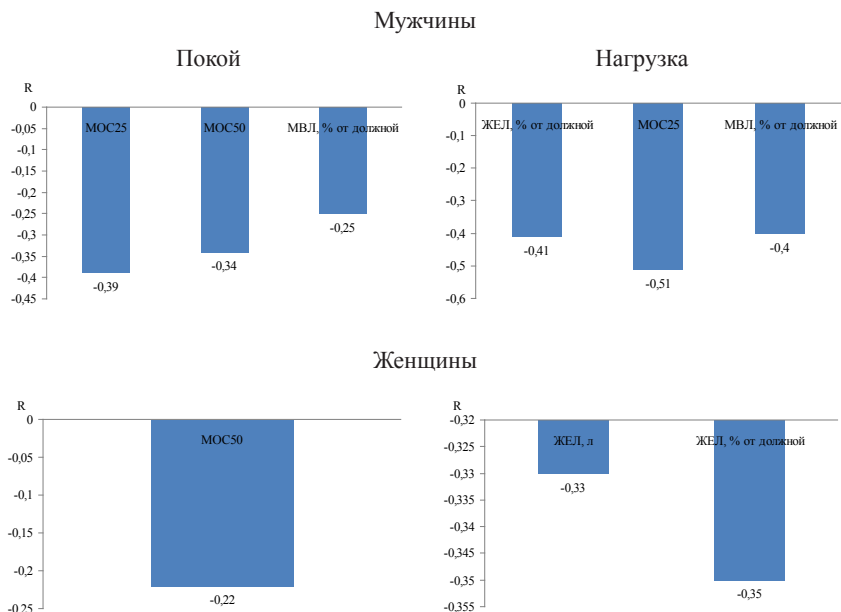 Мужчины
Покой
R
0
-0,05
-0,1
-0,15
-0,2
-0,25
-0,3
-0,35
-0,4
-0,45
МОС25
МОС50
МВЛ, % от должной
-0,39
-0,34
-0,25
Нагрузка
R
0
-0,1
-0,2
-0,3
-0,4
-0,5
-0,6
ЖЕЛ, % от должной
МОС25
МВЛ, % от должной
-0,41
-0,51
-0,4
Женщины
R
0
-0,05
-0,1
-0,15
-0,2
-0,25
МОС50
-0,22
R
-0,32
-0,325
-0,33
-0,335
-0,34
-0,345
-0,35
-0,355
ЖЕЛ, л
ЖЕЛ, % от должной
-0,33
-0,35